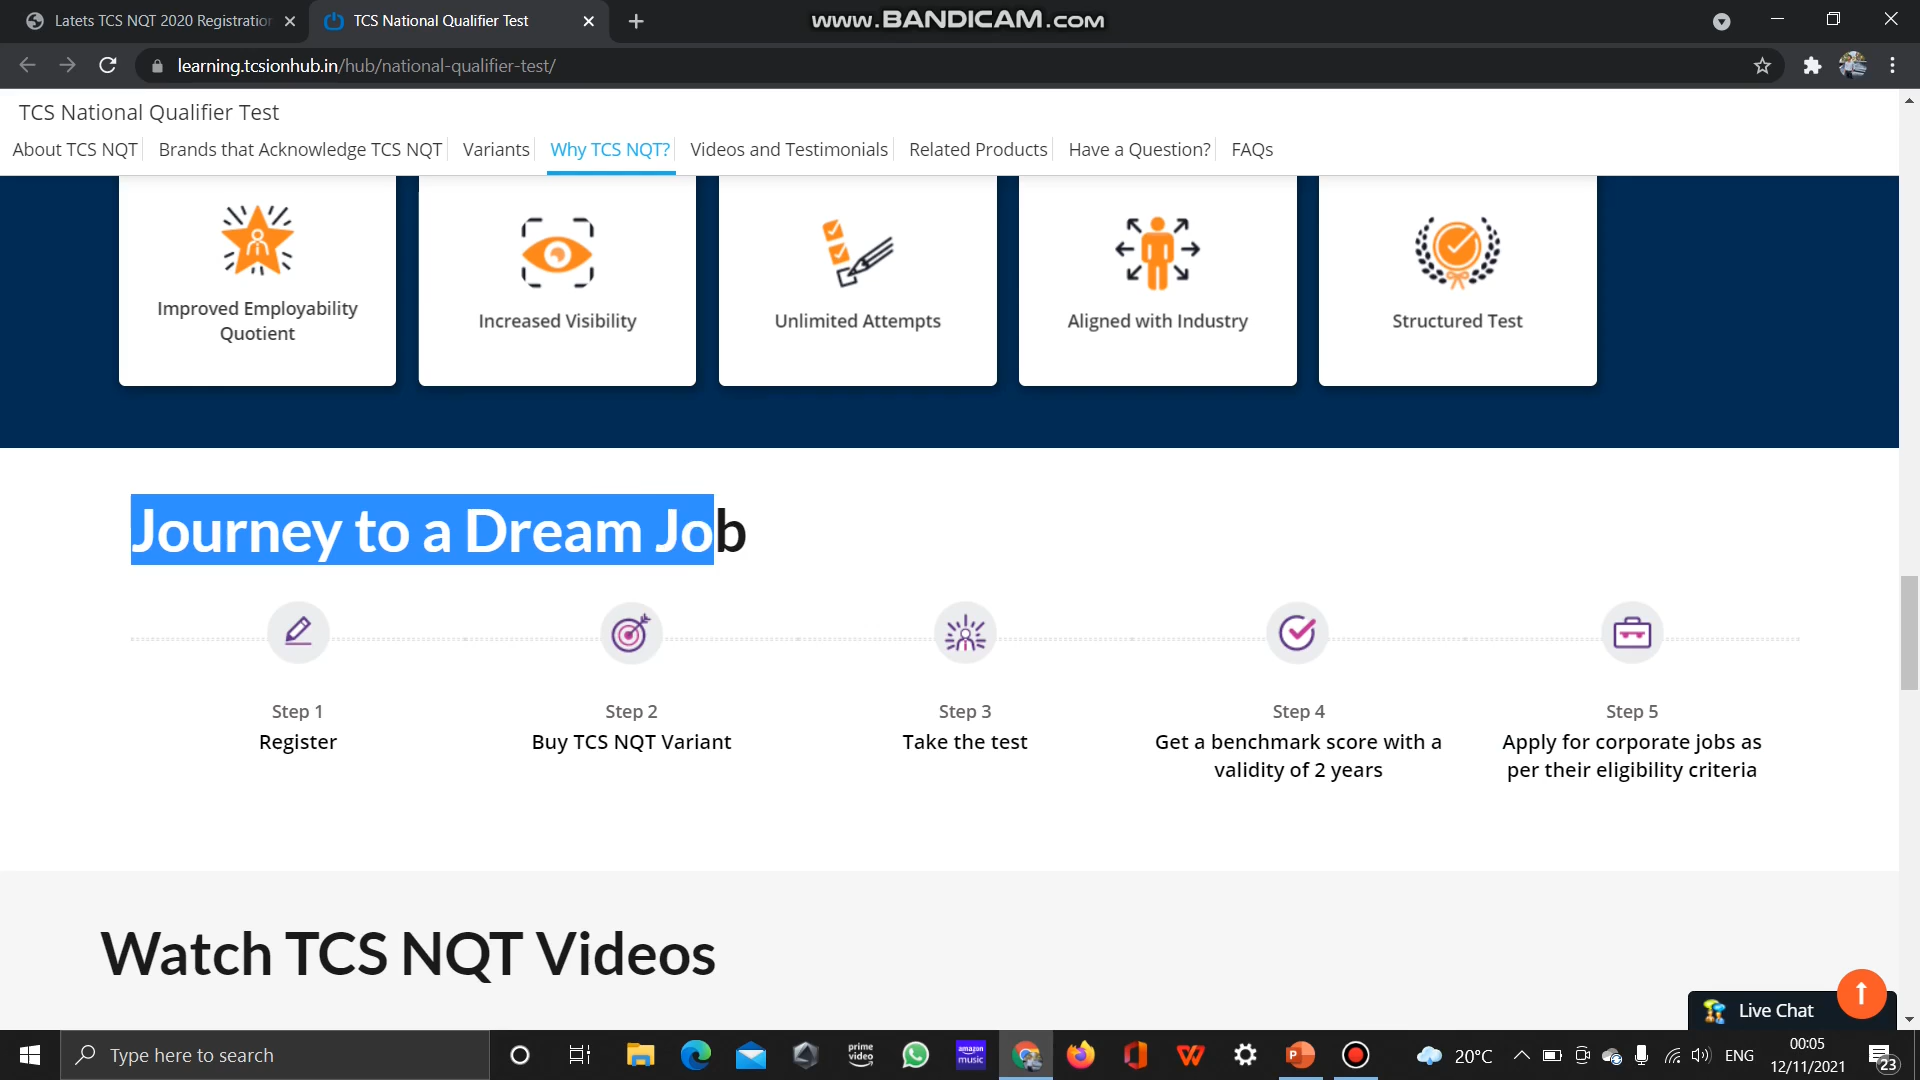 Latets TCS NQT 2020 Registratio
TCS National Qualifier Test
www.BANDICAM.com
learning.tcsionhub.in/hub/national-qualifier-test/
TCS National Qualifier Test
About TCS NQT
Brands that Acknowledge TCS NQT
Variants
Why TCS NQT?
Videos and Testimonials
Related Products
Have a Question?
FAQs
Improved Employability
Quotient
Increased Visibility
Unlimited Attempts
Aligned with Industry
Structured Test
Journey to a Dream Job
Step 1
Register
Step 2
Buy TCS NQT Variant
Step 3
Take the test
Step 4
Get a benchmark score with a
validity of 2 years
Step 5
Apply for corporate jobs as
per their eligibility criteria
Watch TCS NQT Videos
Live Chat
Type here to search
prime
video
amazon
music
20°C
ENG
00:05
12/11/2021
23